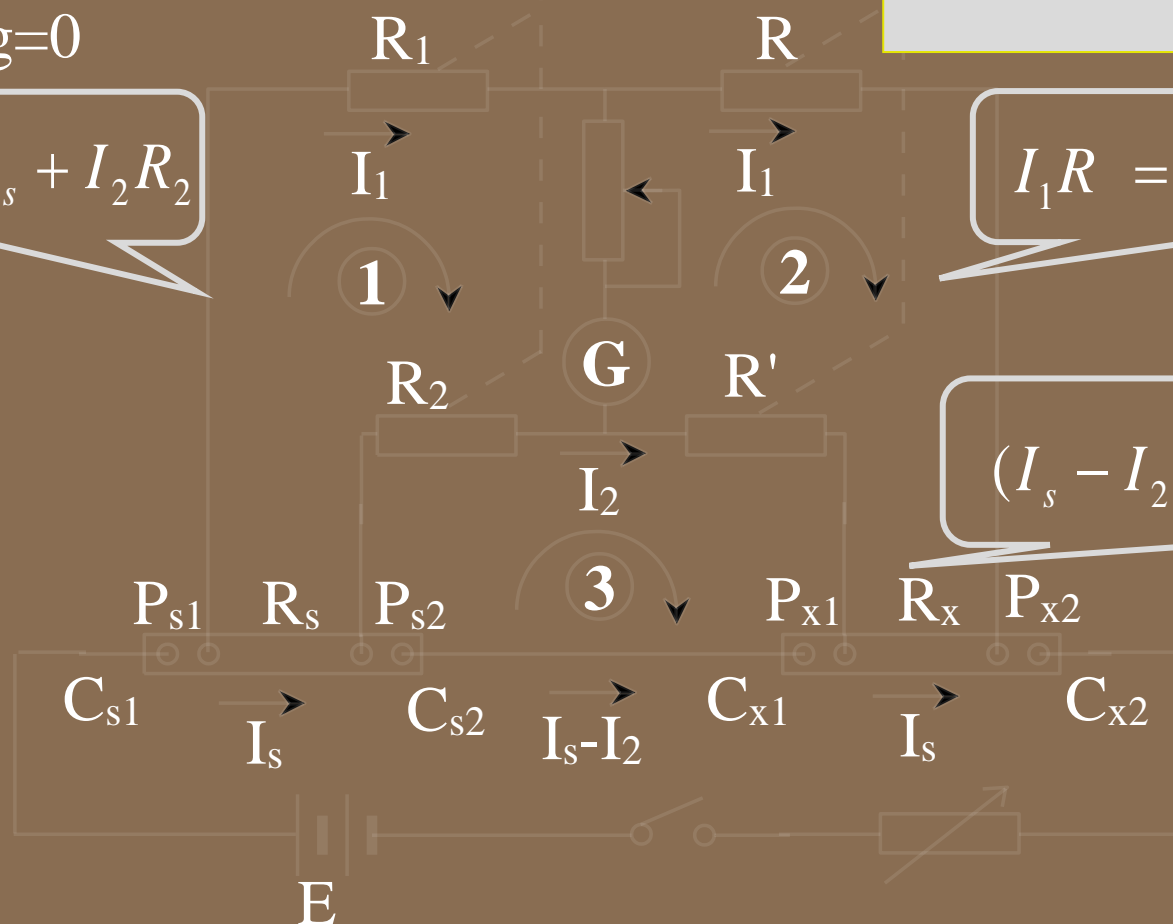 g=0
R₁ R
I₁ I₁
ₛ + I₂R₂
I₁R =
1 2
G
R₂ R'
I₂
(Iₛ − I₂
3
Pₛ₁ Rₛ Pₛ₂ Pₓ₁ Rₓ Pₓ₂
Cₛ₁ Cₛ₂ Cₓ₁ Cₓ₂
Iₛ Iₛ-I₂ Iₛ
E